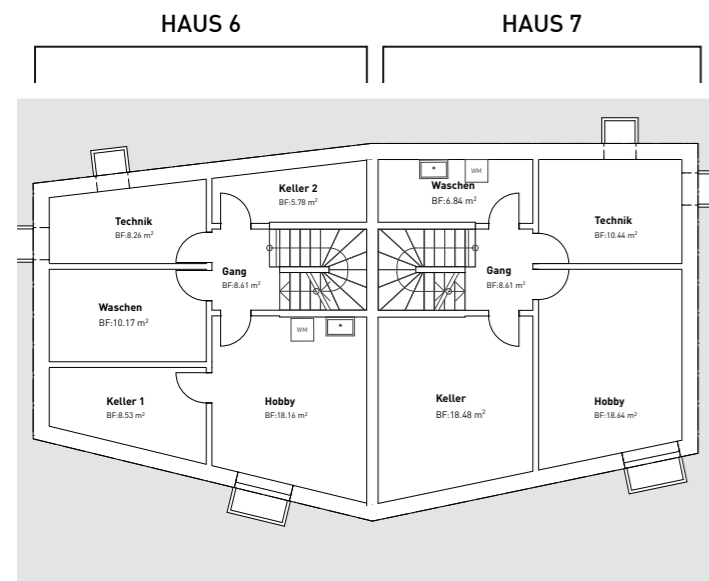 HAUS 6
HAUS 7
Keller 2
BF:5.78 m²
WM
Waschen
BF:6.84 m²
Technik
BF:8.26 m²
Technik
BF:10.44 m²
Gang
BF:8.61 m²
Gang
BF:8.61 m²
Waschen
BF:10.17 m²
WM
Keller 1
BF:8.53 m²
Hobby
BF:18.16 m²
Keller
BF:18.48 m²
Hobby
BF:18.64 m²